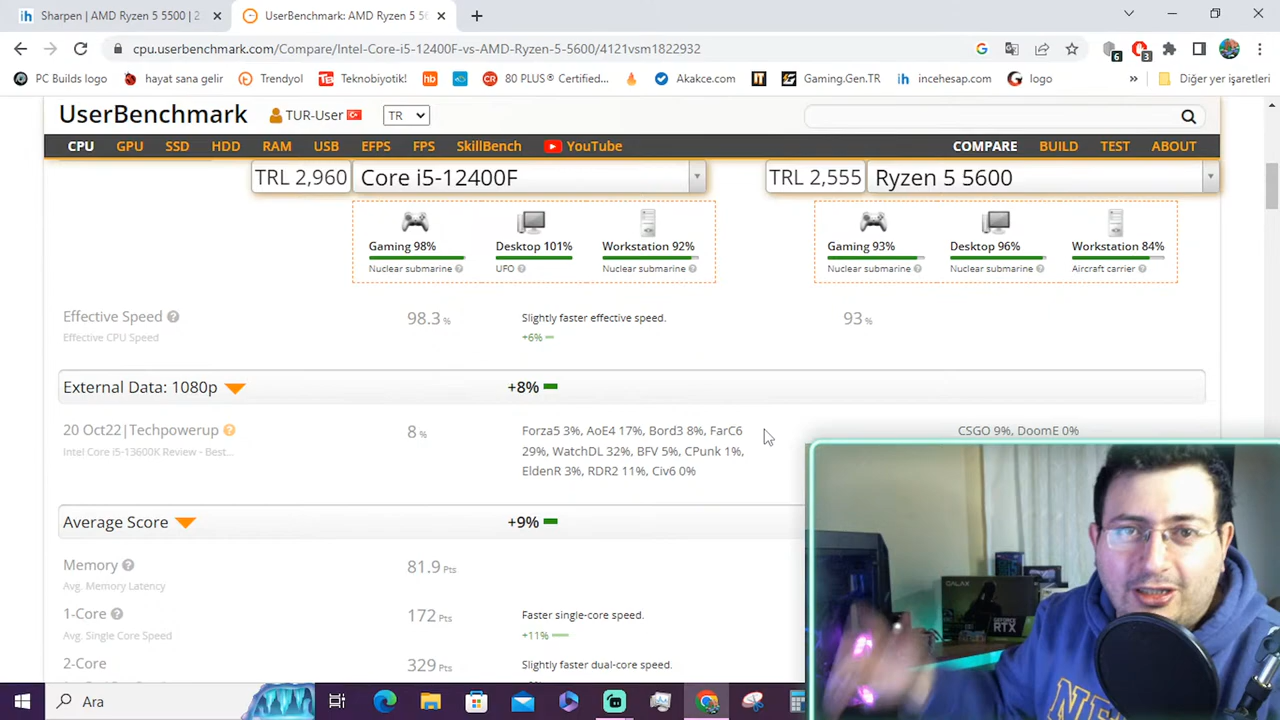 Sharpen | AMD Ryzen 5 5500 | 2
UserBenchmark: AMD Ryzen 5 56
cpu.userbenchmark.com/Compare/Intel-Core-i5-12400F-vs-AMD-Ryzen-5-5600/4121vsm1822932
6
3
PC Builds logo
hayat sana gelir
Trendyol
Teknobiyotik!
hb
80 PLUS® Certified...
Akakce.com
IT
Gaming.Gen.TR
incehesap.com
logo
»
Diğer yer işaretleri
UserBenchmark
TUR-User
TR
CPU GPU SSD HDD RAM USB EFPS FPS SkillBench YouTube COMPARE BUILD TEST ABOUT
TRL 2,960 Core i5-12400F TRL 2,555 Ryzen 5 5600
Gaming 98% Desktop 101% Workstation 92% Gaming 93% Desktop 96% Workstation 84%
Nuclear submarine UFO Nuclear submarine Nuclear submarine Nuclear submarine Aircraft carrier
Effective Speed 98.3 % Slightly faster effective speed. 93 %
Effective CPU Speed +6%
External Data: 1080p +8%
20 Oct22|Techpowerup 8 % Forza5 3%, AoE4 17%, Bord3 8%, FarC6 CSGO 9%, DoomE 0%
Intel Core i5-13600K Review - Best... 29%, WatchDL 32%, BFV 5%, CPunk 1%,
EldenR 3%, RDR2 11%, Civ6 0%
Average Score +9%
Memory 81.9 Pts
Avg. Memory Latency
1-Core 172 Pts Faster single-core speed.
Avg. Single Core Speed +11%
2-Core 329 Pts Slightly faster dual-core speed.
GALAX
GEFORCE
RTX
Ara